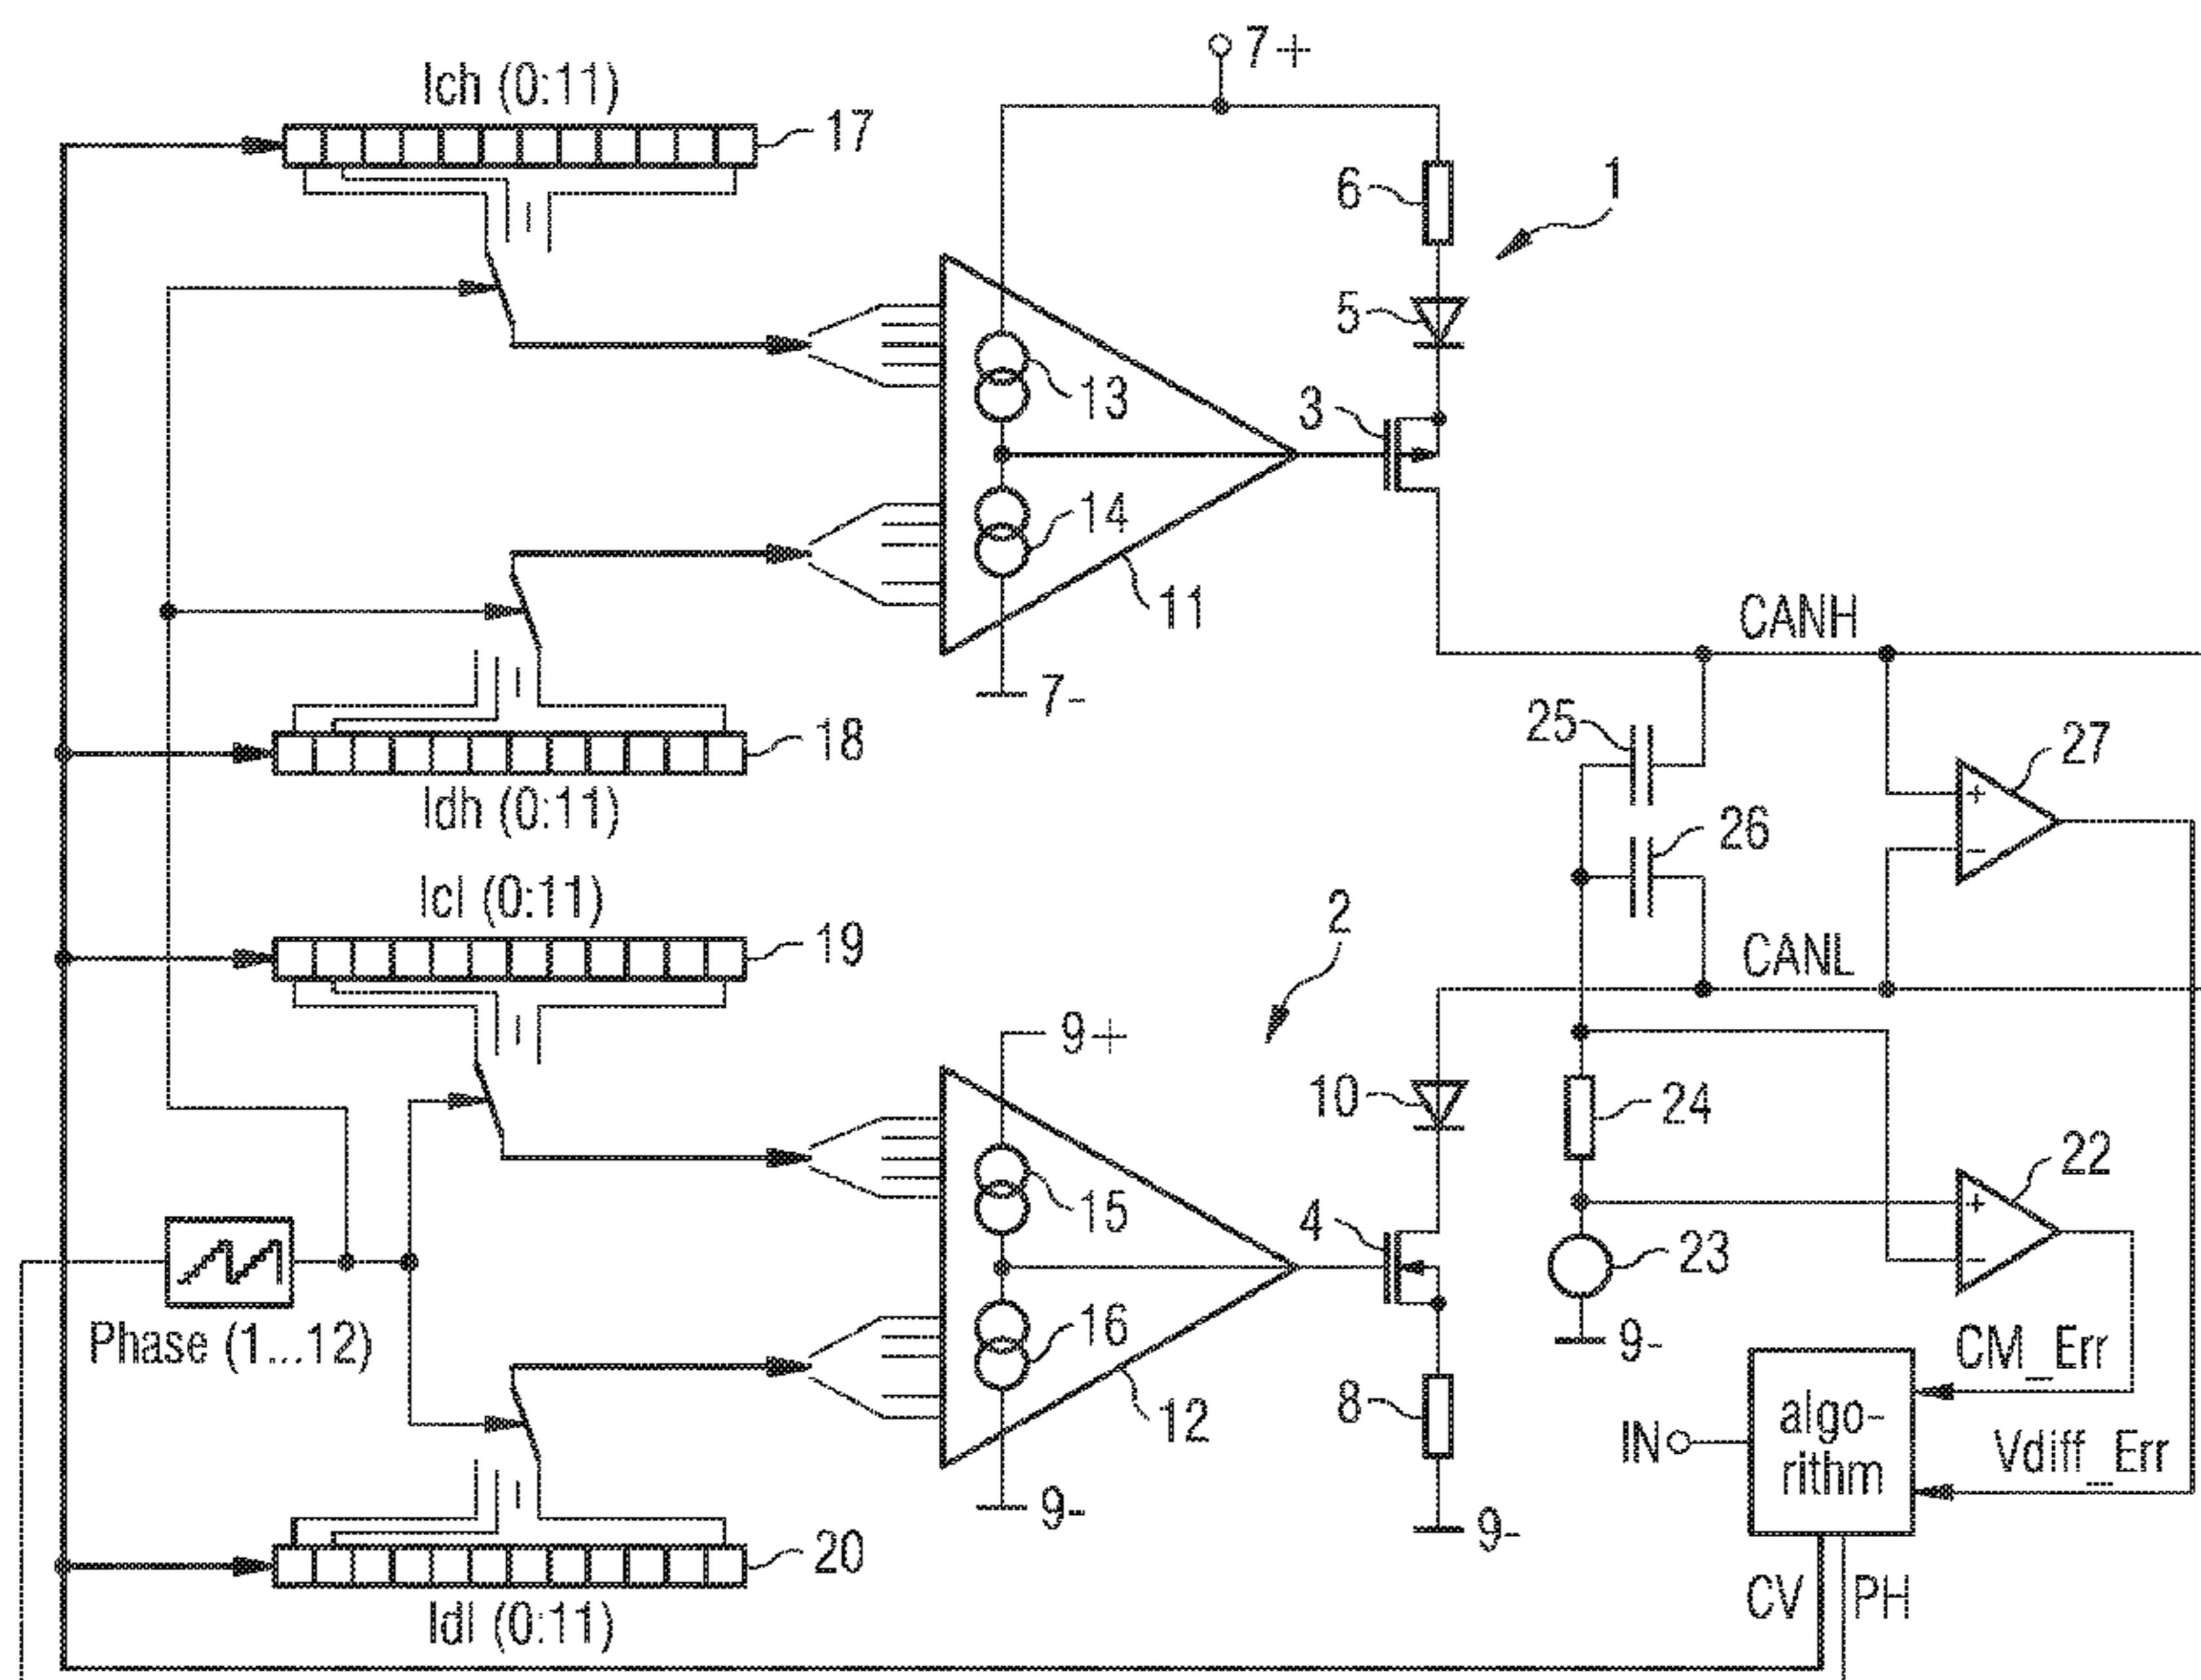 7+
Ich (0:11)
17
6
1
5
13
3
14
11
CANH
7-
25
18
27
Idh (0:11)
26
Icl (0:11)
2
19
CANL
9+
10
24
22
15
4
23
Phase (1...12)
16
9-
CM_Err
12
8
algo-
rithm
IN
Vdiff_Err
9-
9-
20
CV
PH
Idl (0:11)
+
-
+
-